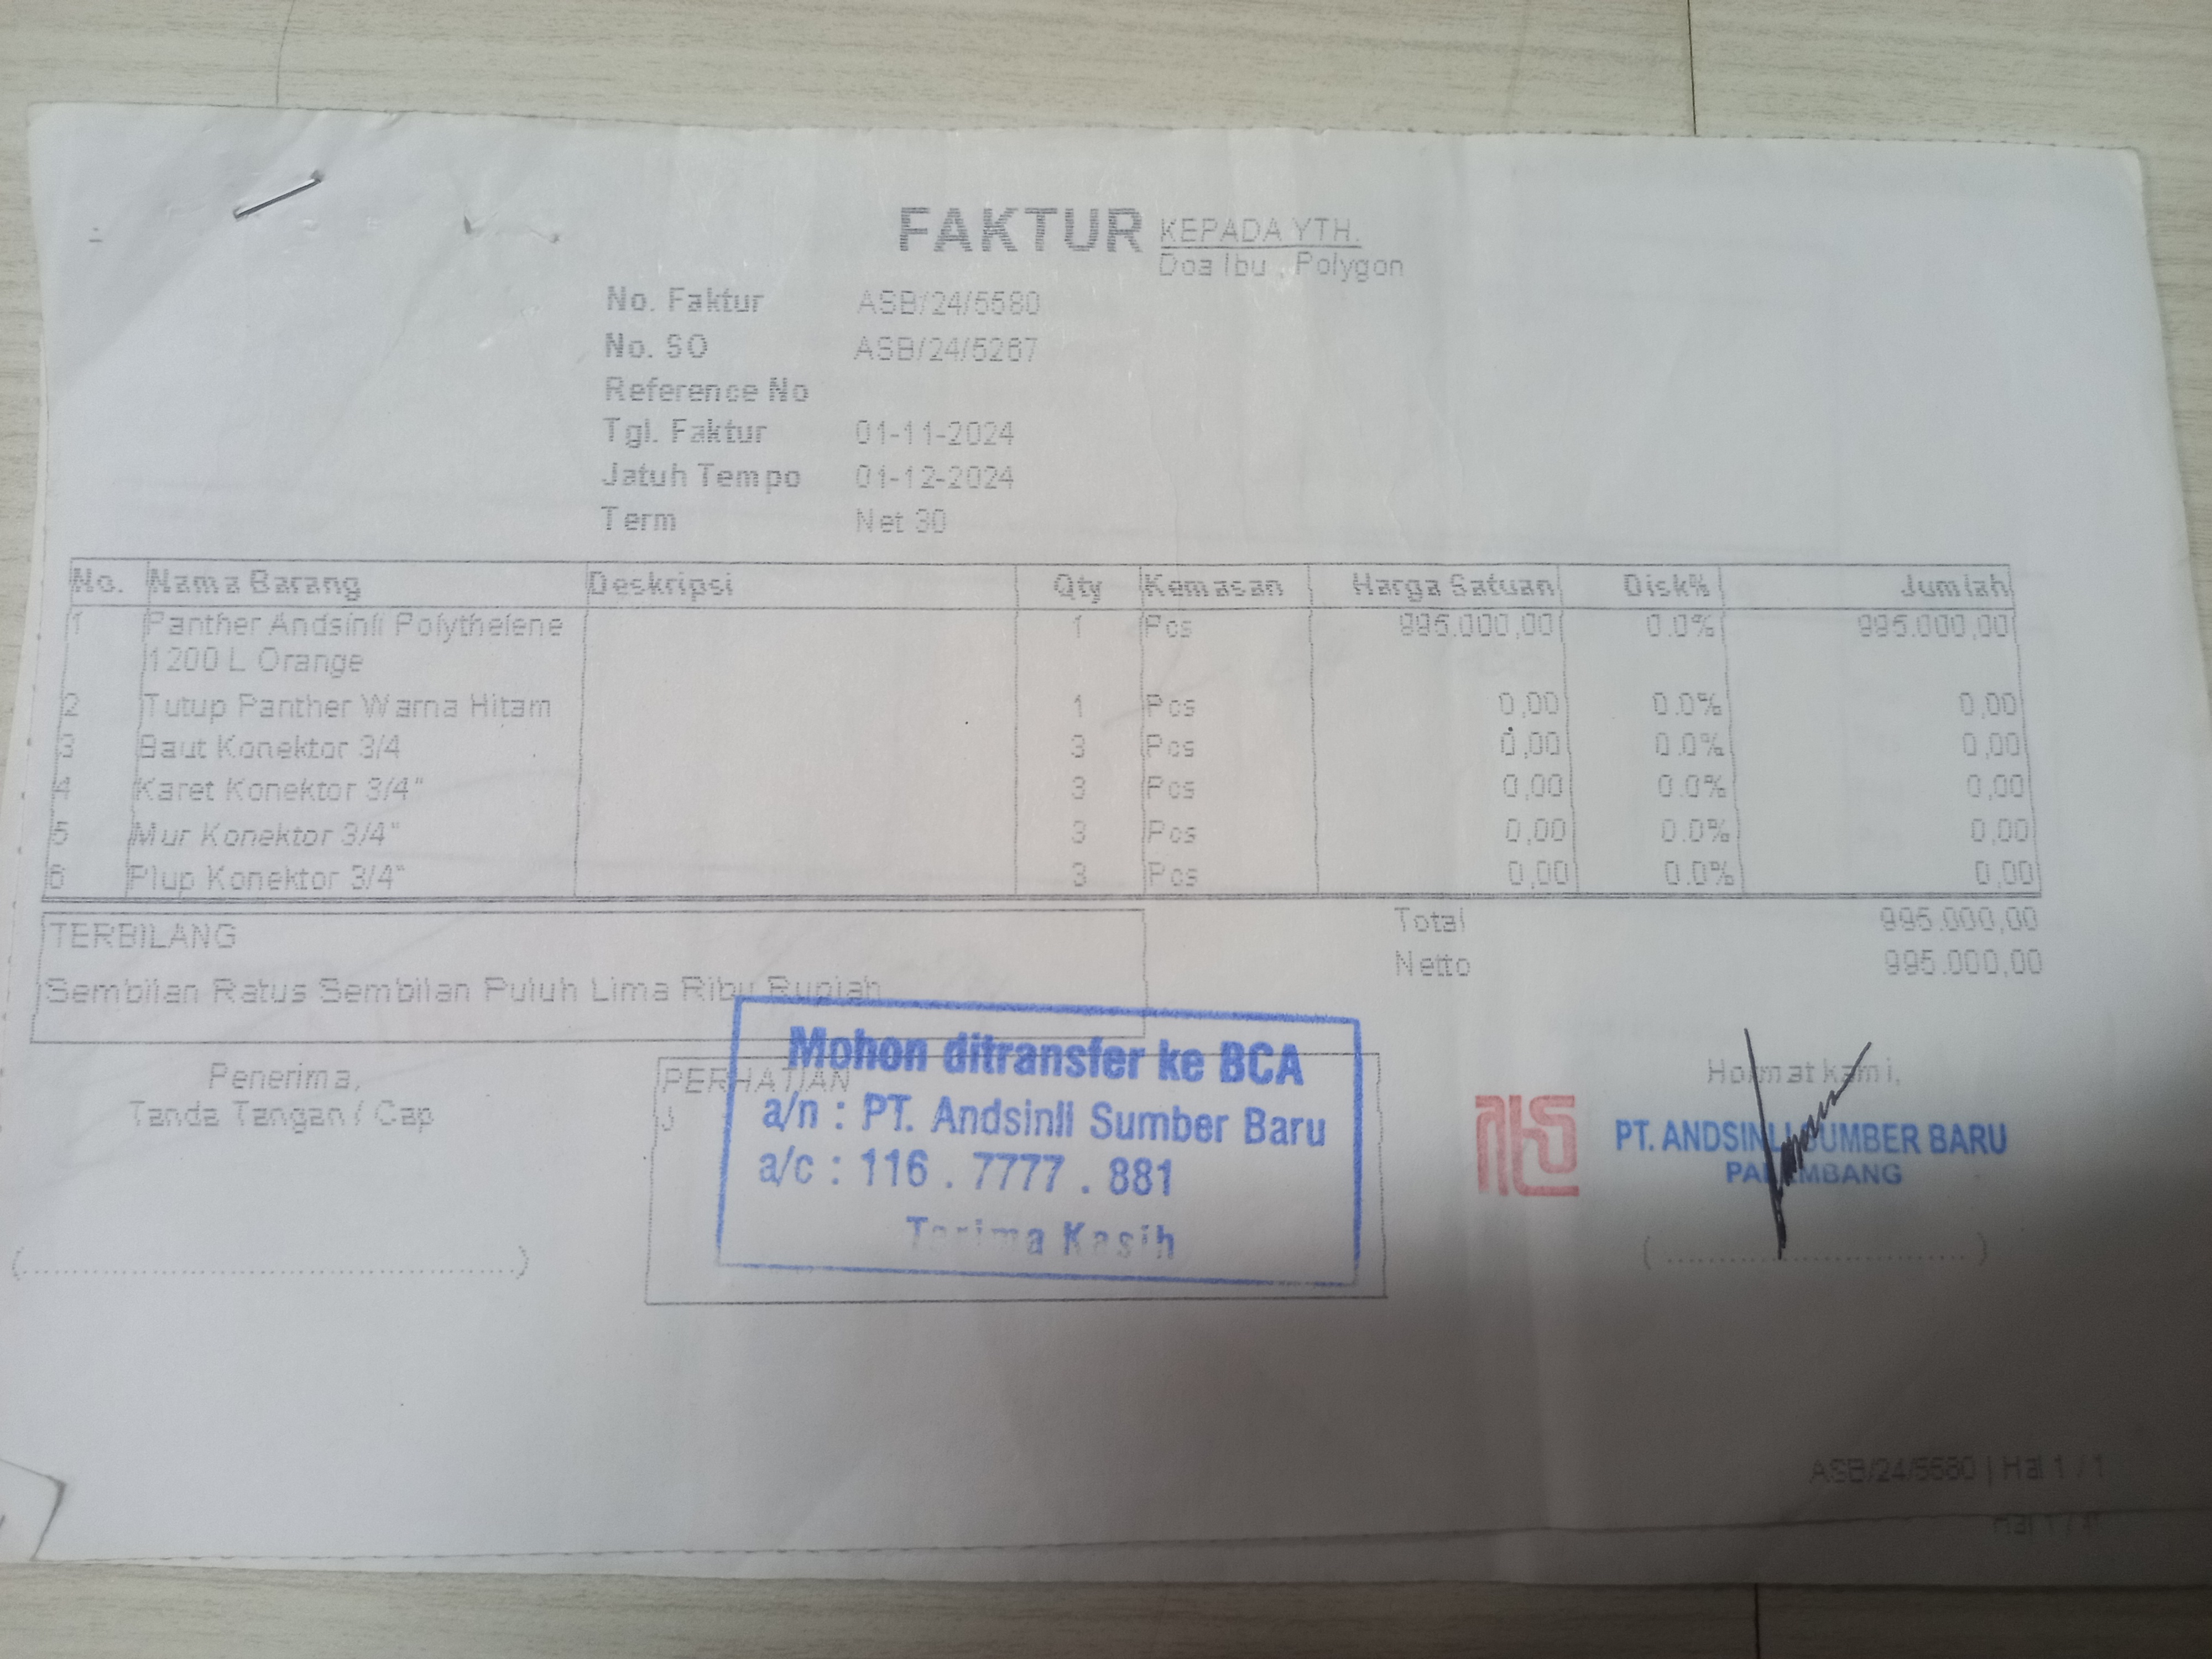 FAKTUR
KEPADA YTH.
Doa Ibu , Polygon
No. Faktur ASB/24/5580
No. SO ASB/24/5267
Reference No
Tgl. Faktur 01-11-2024
Jatuh Tempo 01-12-2024
Term Net 30
No. Nama Barang Deskripsi Qty Kemasan Harga Satuan Disk% Jumlah
1 Panther Andsinli Polythelene 1 Pcs 995.000,00 0.0% 995.000,00
1200 L Orange
2 Tutup Panther Warna Hitam 1 Pcs 0,00 0.0% 0,00
3 Baut Konektor 3/4 3 Pcs 0,00 0.0% 0,00
4 Karet Konektor 3/4" 3 Pcs 0,00 0.0% 0,00
5 Mur Konektor 3/4" 3 Pcs 0,00 0.0% 0,00
6 Plup Konektor 3/4" 3 Pcs 0,00 0.0% 0,00
Total 995.000,00
Netto 995.000,00
TERBILANG
Sembilan Ratus Sembilan Puluh Lima Ribu Rupiah
Penerima,
Tanda Tangan / Cap
(....................................................)
PERHATIAN
Mohon ditransfer ke BCA
a/n : PT. Andsinli Sumber Baru
a/c : 116 . 7777 . 881
Terima Kasih
Hormat kami,
PT. ANDSINLI SUMBER BARU
PALEMBANG
( .................................. )
ASB/24/5580 | Hal 1 / 1